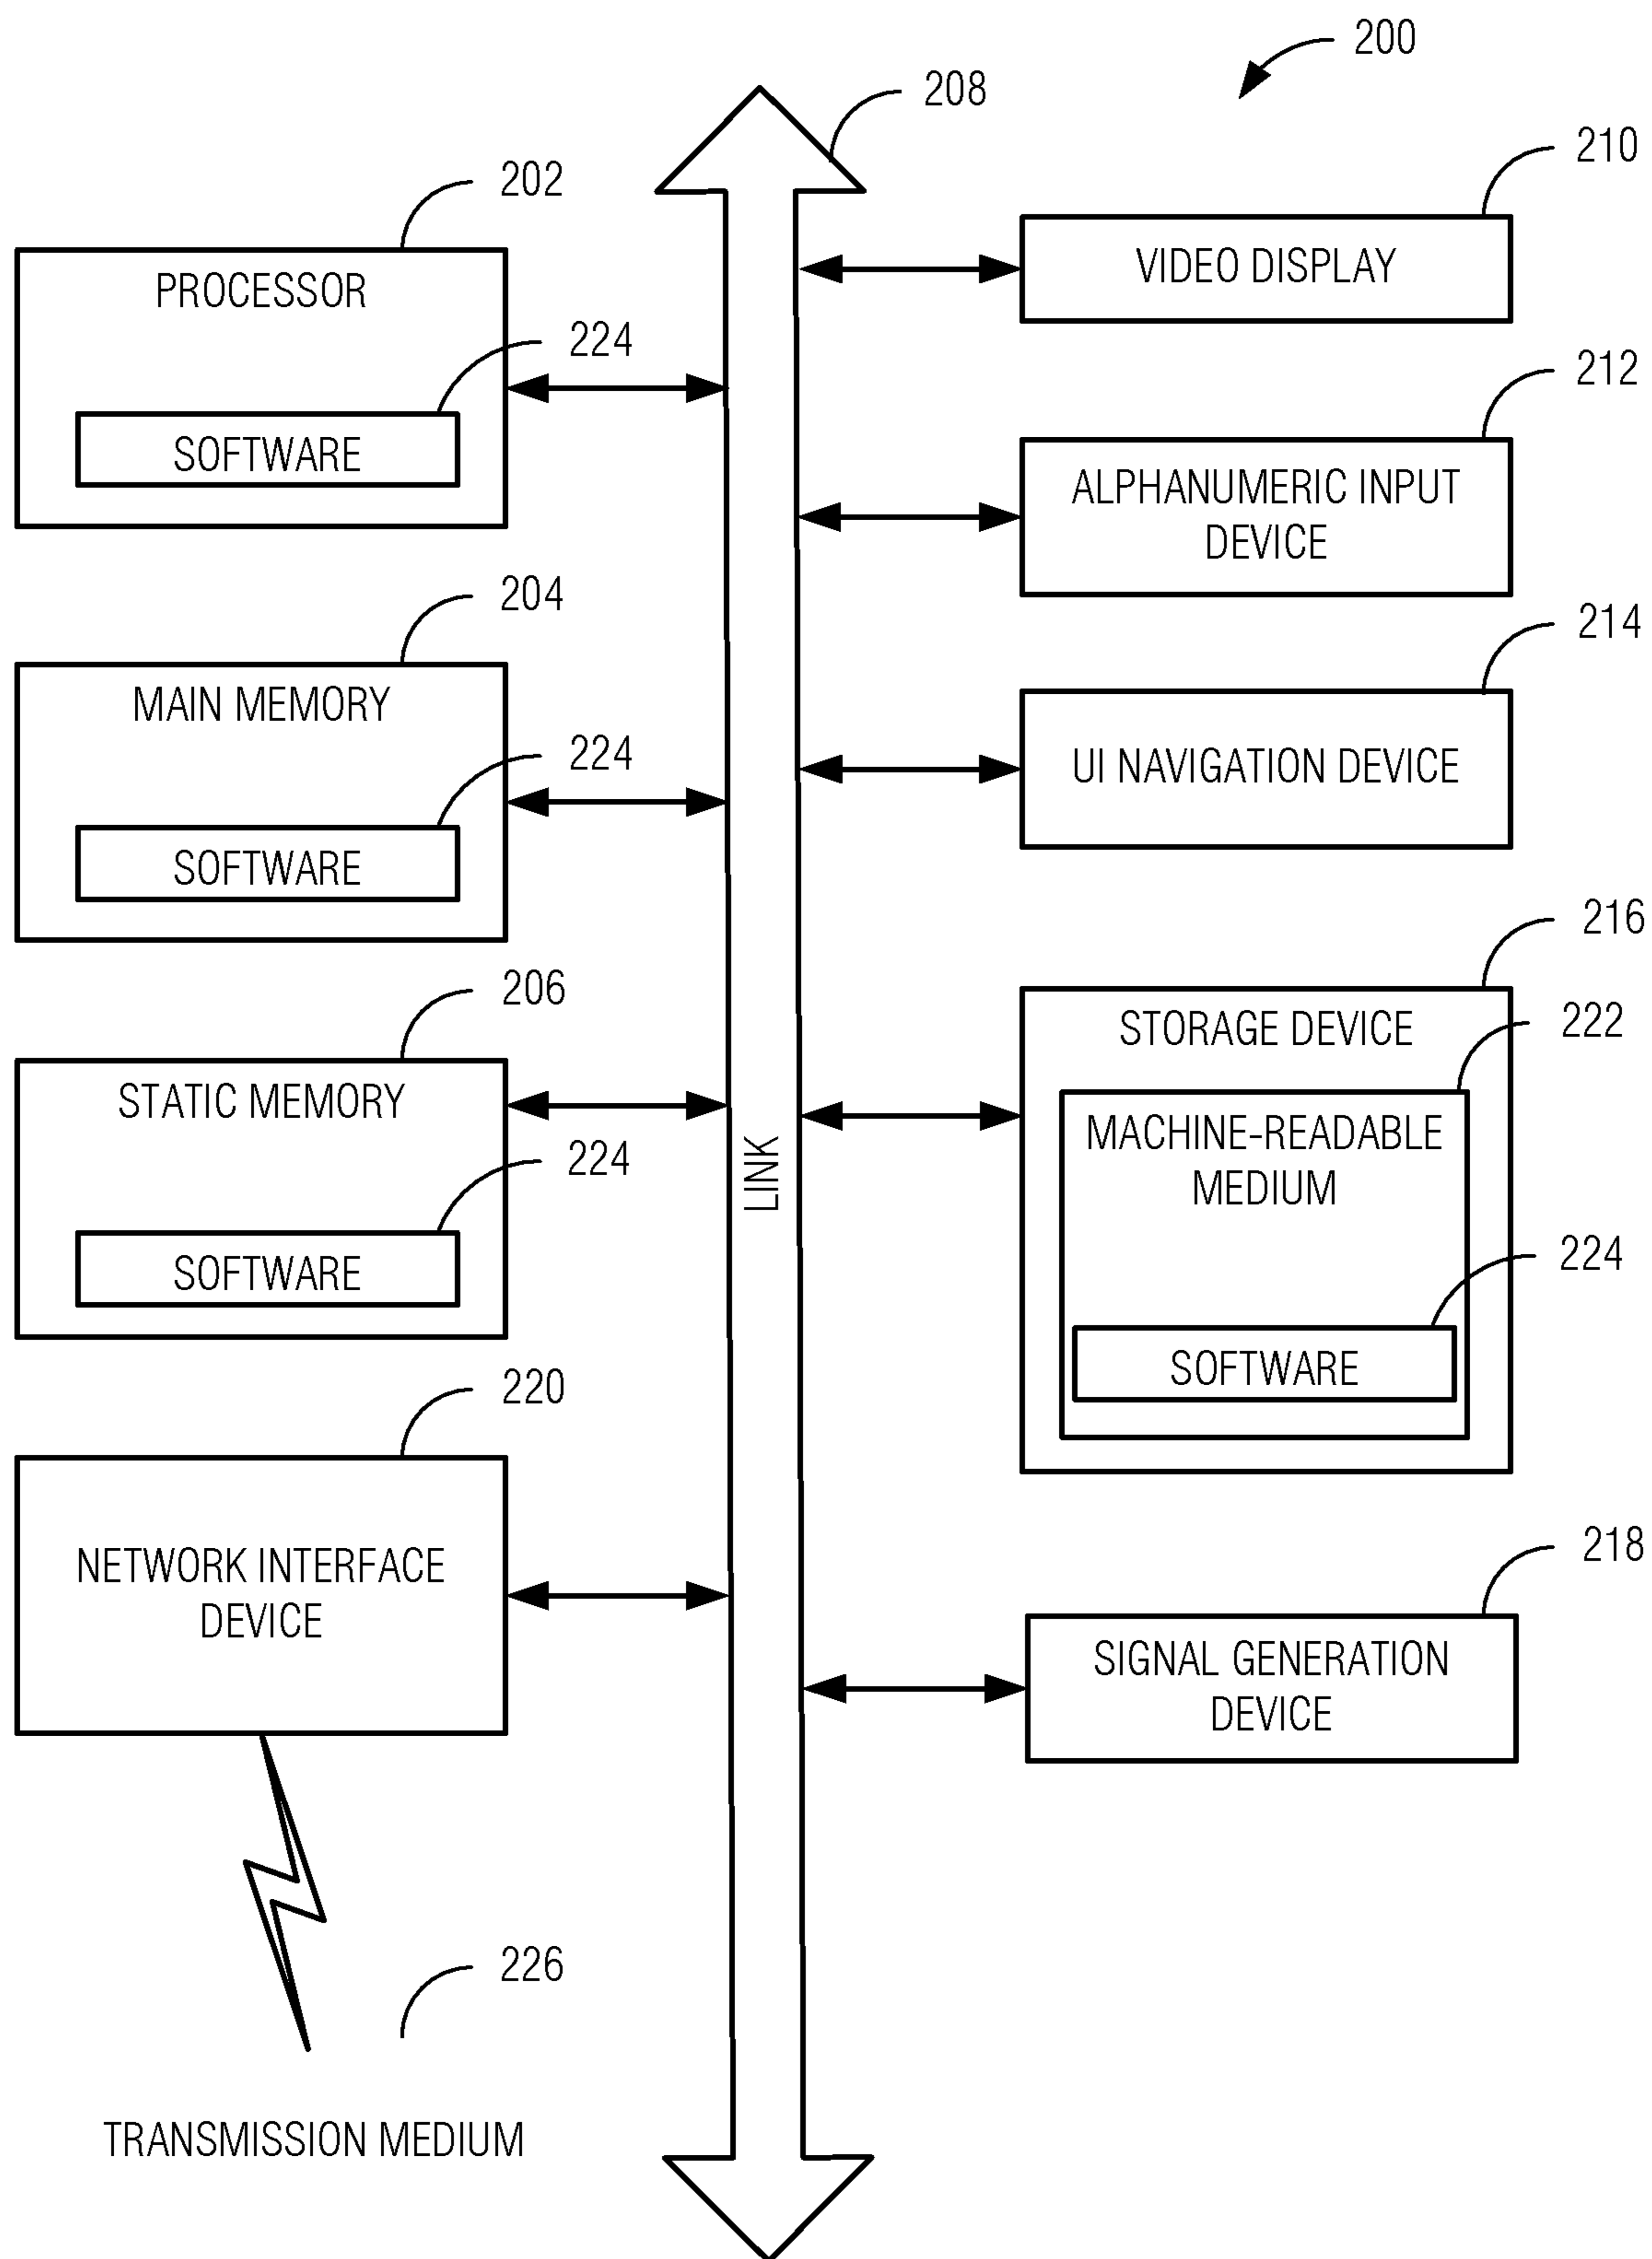 200
208
202
PROCESSOR
224
SOFTWARE
204
MAIN MEMORY
224
SOFTWARE
206
STATIC MEMORY
224
SOFTWARE
220
NETWORK INTERFACE
DEVICE
226
TRANSMISSION MEDIUM
LINK
210
VIDEO DISPLAY
212
ALPHANUMERIC INPUT
DEVICE
214
UI NAVIGATION DEVICE
216
STORAGE DEVICE
222
MACHINE-READABLE
MEDIUM
224
SOFTWARE
218
SIGNAL GENERATION
DEVICE